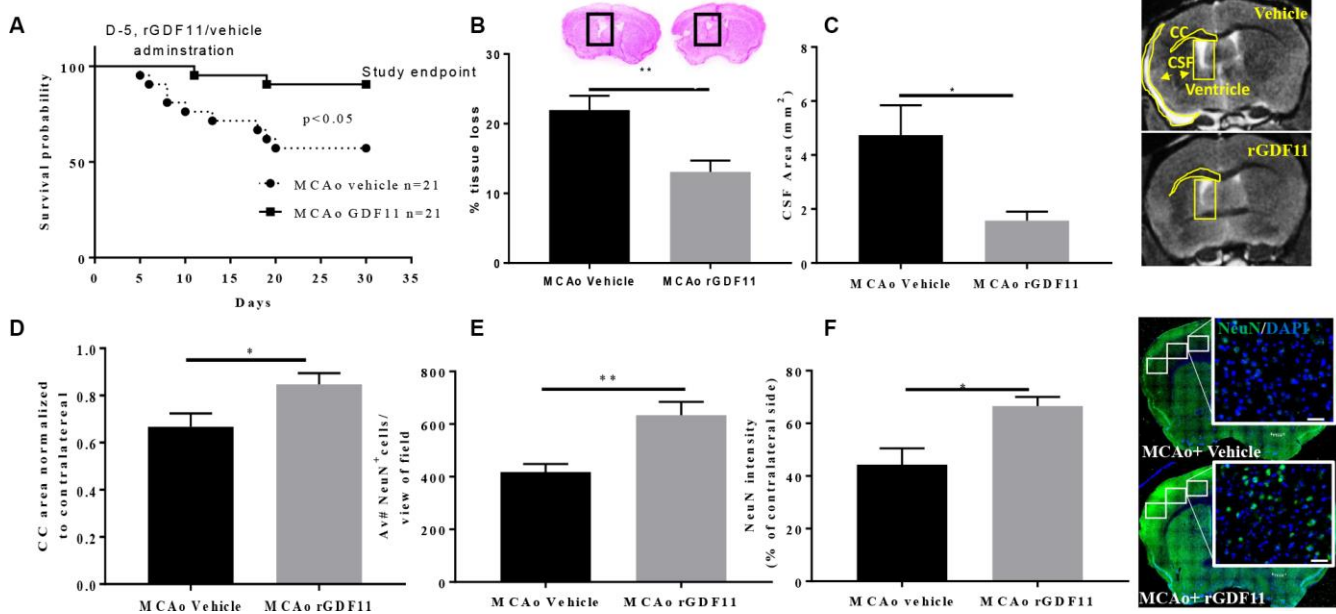 A
D-5, rGDF11/vehicle
adminstration
Study endpoint
p<0.05
MCAo vehicle n=21
MCAo GDF11 n=21
Survival probability
100
50
0
0 5 10 15 20 25 30 35
Days
B
**
% tissue loss
30
20
10
0
MCAo Vehicle
MCAo rGDF11
C
*
CSF Area (mm²)
8
6
4
2
0
MCAo Vehicle
MCAo rGDF11
Vehicle
CC
CSF
Ventricle
rGDF11
D
*
CC area normalized
to contralatereal
1.0
0.8
0.6
0.4
0.2
0.0
MCAo Vehicle
MCAo rGDF11
E
**
Av# NeuN⁺cells/
view of field
800
600
400
200
0
MCAo Vehicle
MCAo rGDF11
F
*
NeuN intensity
(% of contralateral side)
80
60
40
20
0
MCAo Vehicle
MCAo rGDF11
NeuN/DAPI
MCAo+ Vehicle
MCAo+ rGDF11